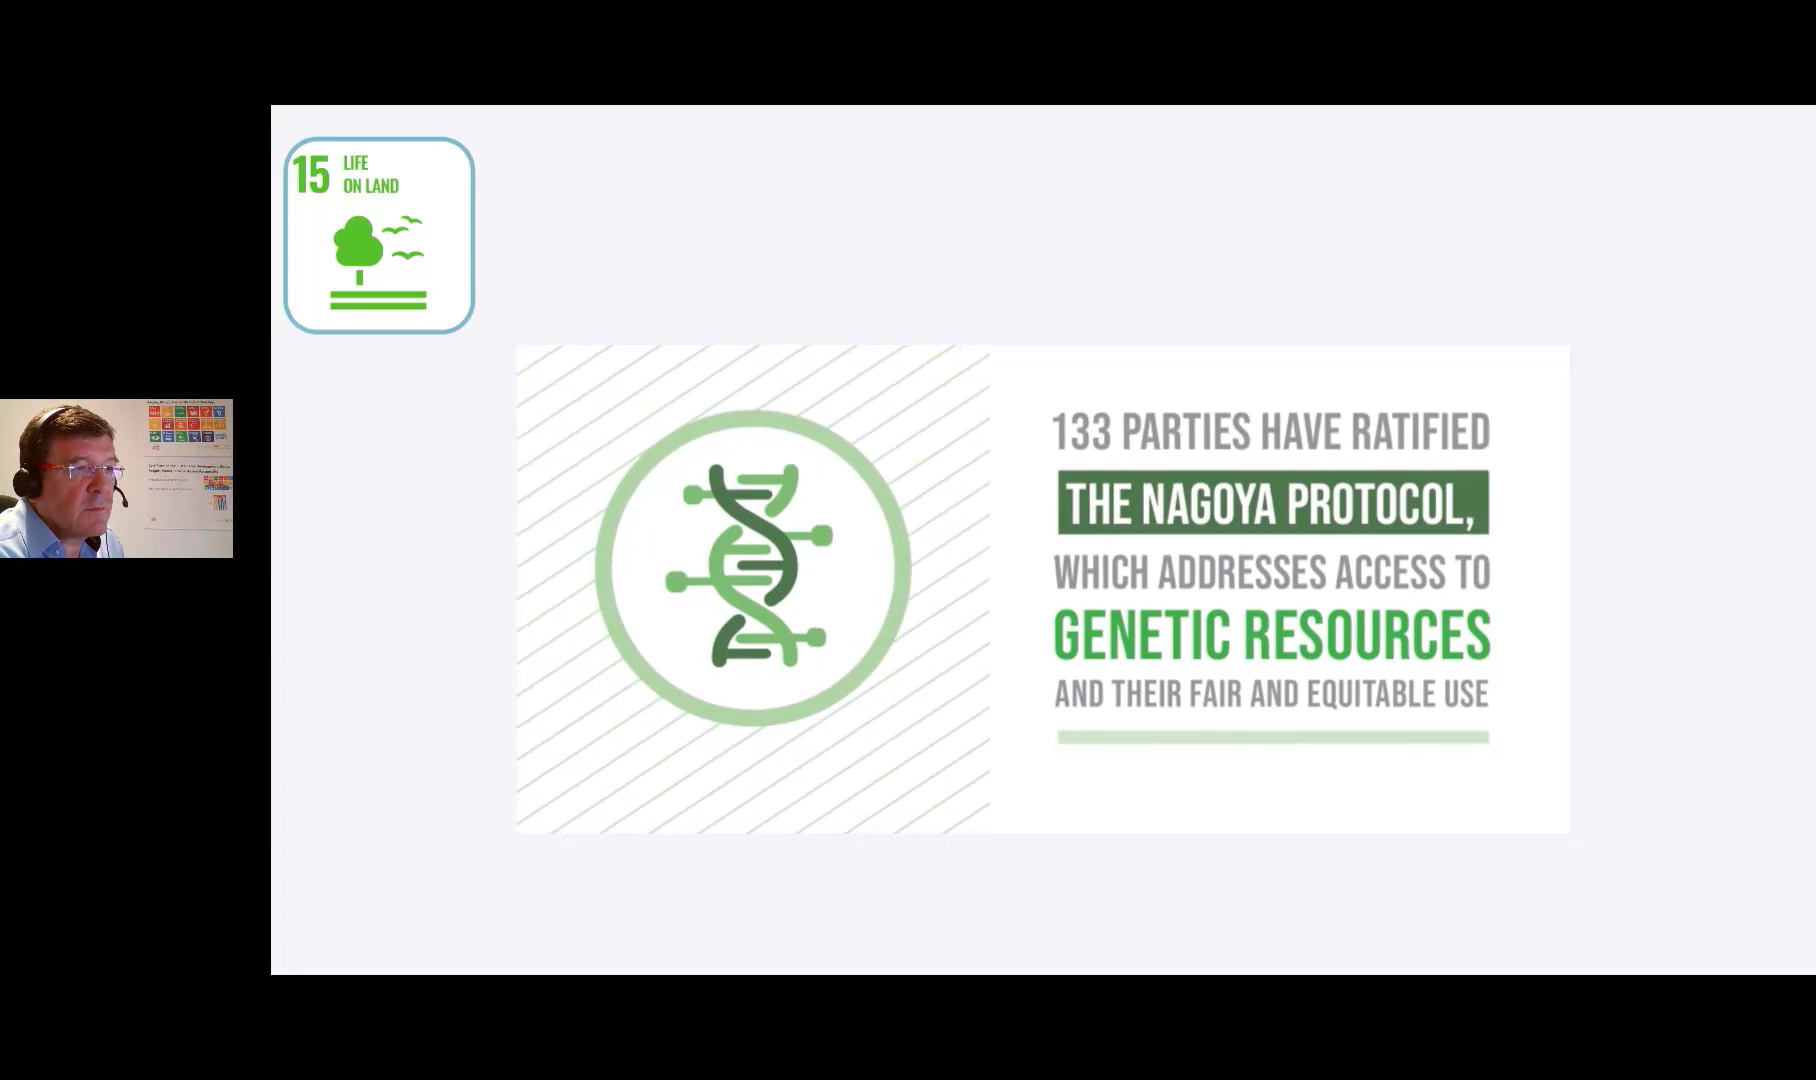 15 LIFE
ON LAND
133 PARTIES HAVE RATIFIED
THE NAGOYA PROTOCOL,
WHICH ADDRESSES ACCESS TO
GENETIC RESOURCES
AND THEIR FAIR AND EQUITABLE USE